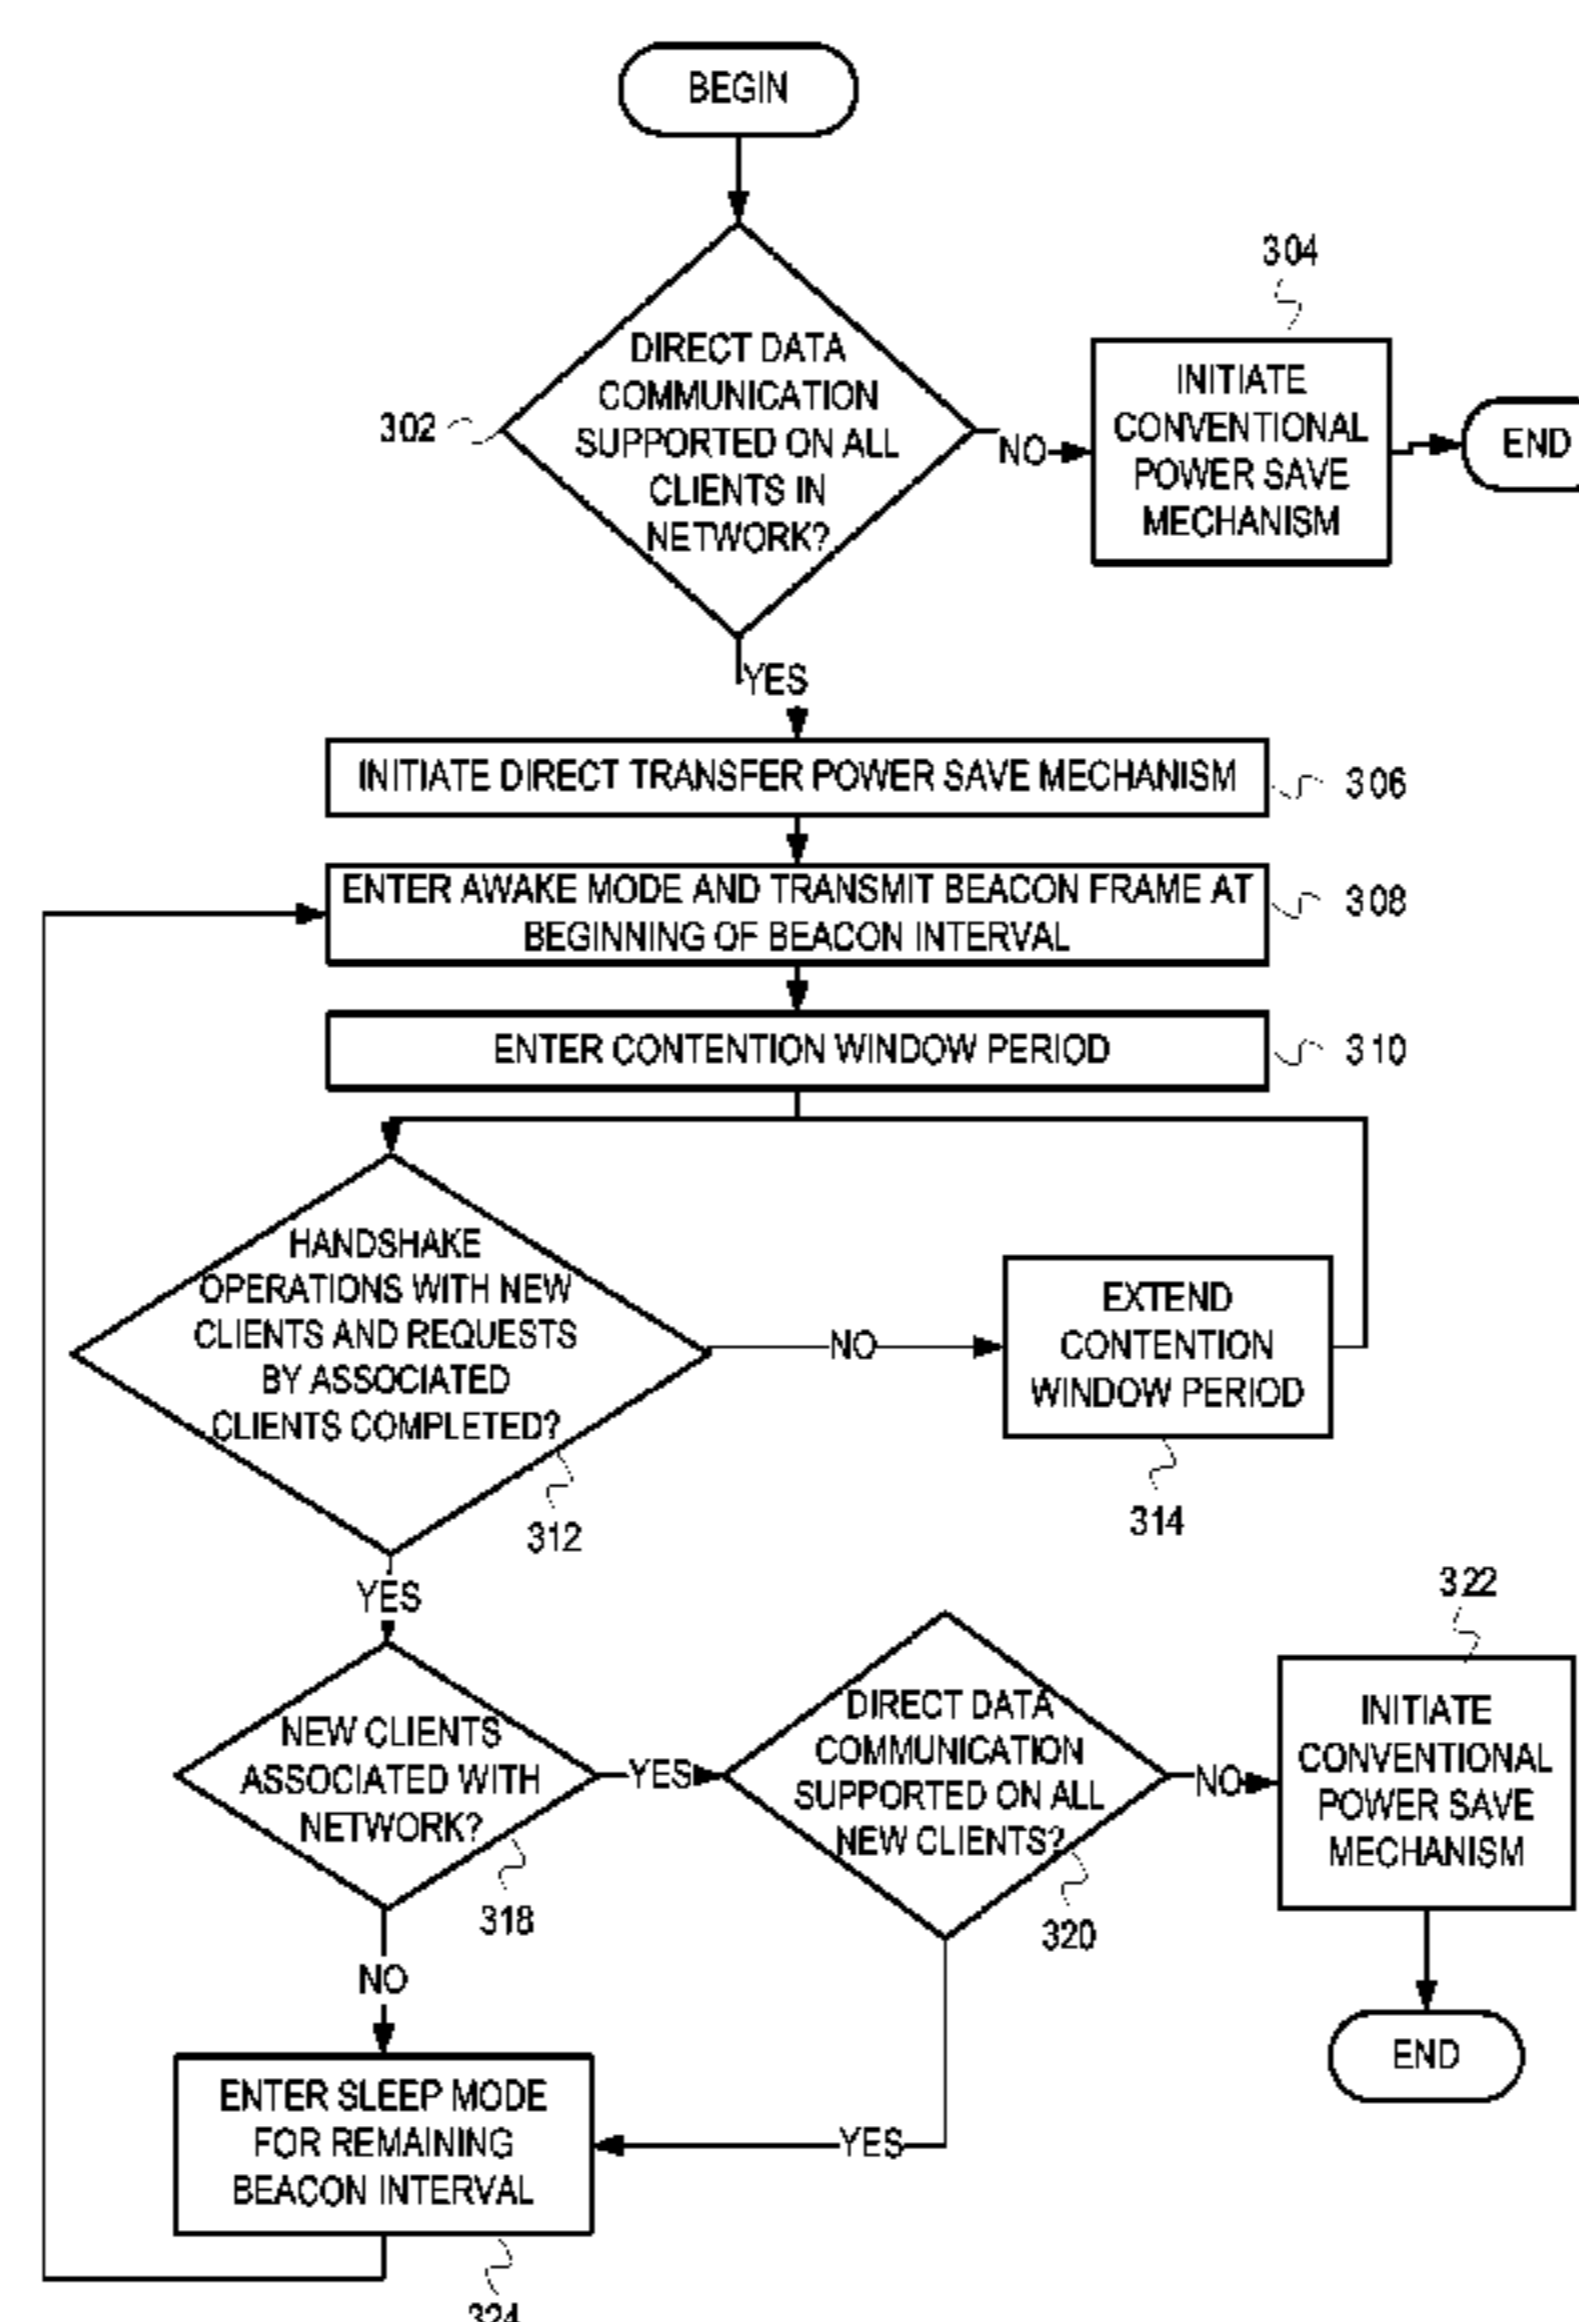 BEGIN
304
DIRECT DATA
COMMUNICATION
SUPPORTED ON ALL
CLIENTS IN
NETWORK?
302
NO
INITIATE
CONVENTIONAL
POWER SAVE
MECHANISM
END
YES
INITIATE DIRECT TRANSFER POWER SAVE MECHANISM
306
ENTER AWAKE MODE AND TRANSMIT BEACON FRAME AT
BEGINNING OF BEACON INTERVAL
308
ENTER CONTENTION WINDOW PERIOD
310
HANDSHAKE
OPERATIONS WITH NEW
CLIENTS AND REQUESTS
BY ASSOCIATED
CLIENTS COMPLETED?
NO
EXTEND
CONTENTION
WINDOW PERIOD
312
314
YES
322
NEW CLIENTS
ASSOCIATED WITH
NETWORK?
YES
DIRECT DATA
COMMUNICATION
SUPPORTED ON ALL
NEW CLIENTS?
NO
INITIATE
CONVENTIONAL
POWER SAVE
MECHANISM
318
320
NO
END
ENTER SLEEP MODE
FOR REMAINING
BEACON INTERVAL
YES
324